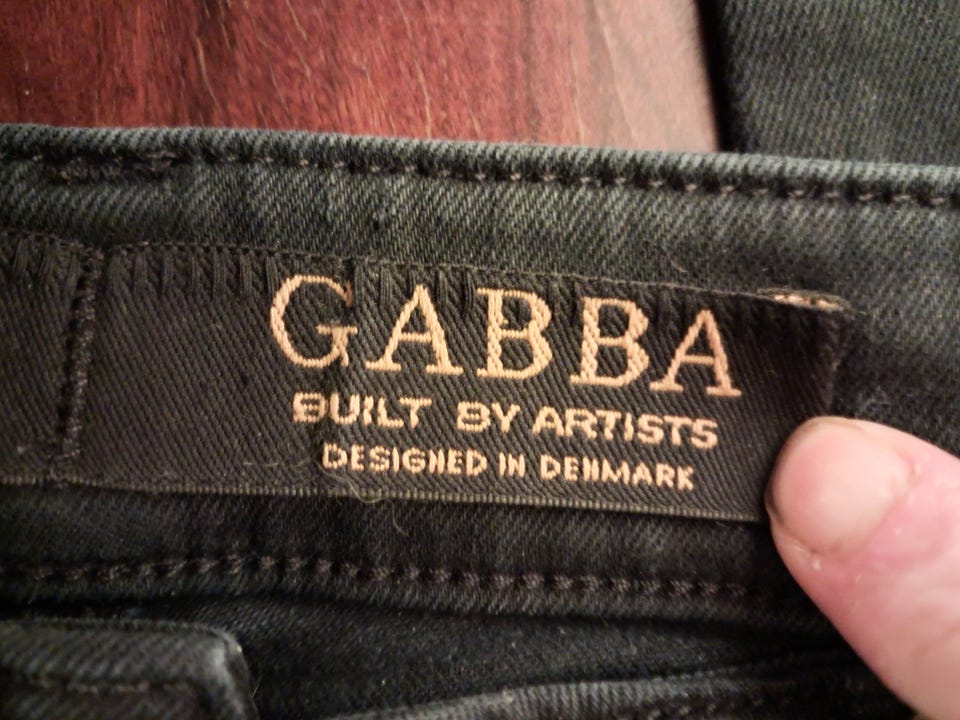 GABBA
BUILT BY ARTISTS
DESIGNED IN DENMARK